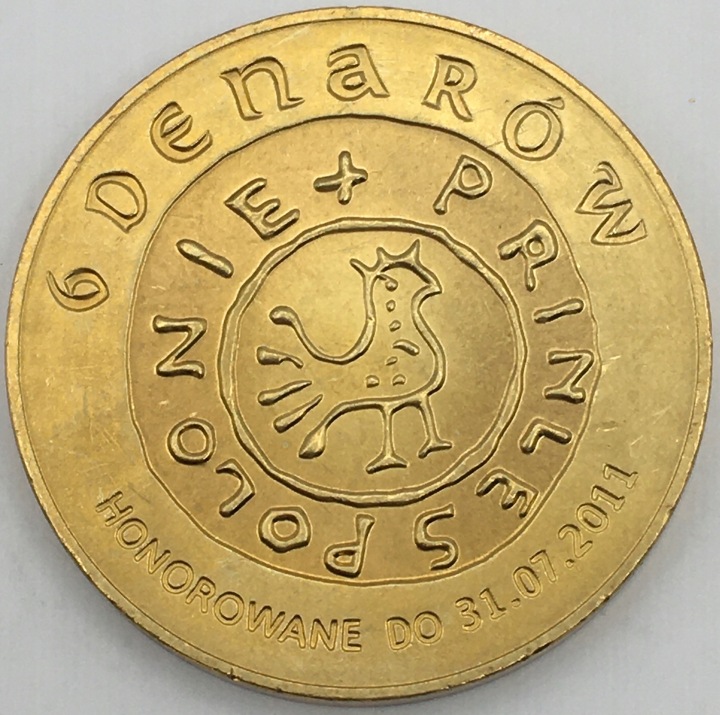 6 DENARÓW
+ PRINLES POLONIE
HONOROWANE DO 31.07.2011